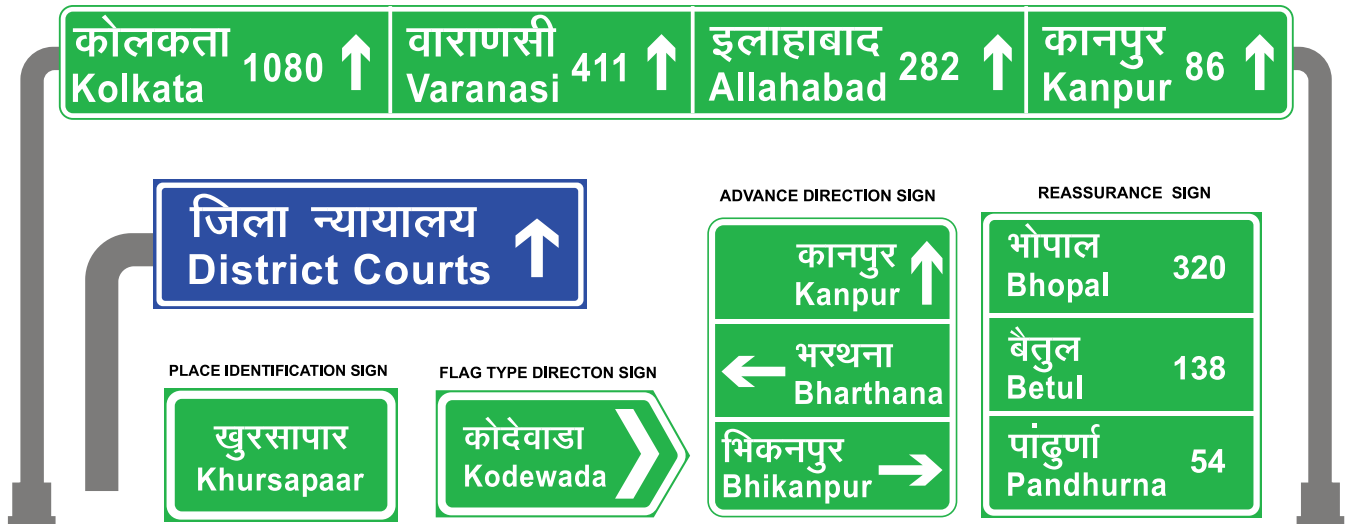 कोलकता
Kolkata
1080
वाराणसी
Varanasi
411
इलाहाबाद
Allahabad
282
कानपुर
Kanpur
86
जिला न्यायालय
District Courts
PLACE IDENTIFICATION SIGN
खुरसापार
Khursapaar
FLAG TYPE DIRECTON SIGN
कोदेवाडा
Kodewada
ADVANCE DIRECTION SIGN
कानपुर
Kanpur
भरथना
Bharthana
भिकनपुर
Bhikanpur
REASSURANCE SIGN
भोपाल
Bhopal
320
बैतुल
Betul
138
पांढुर्णा
Pandhurna
54